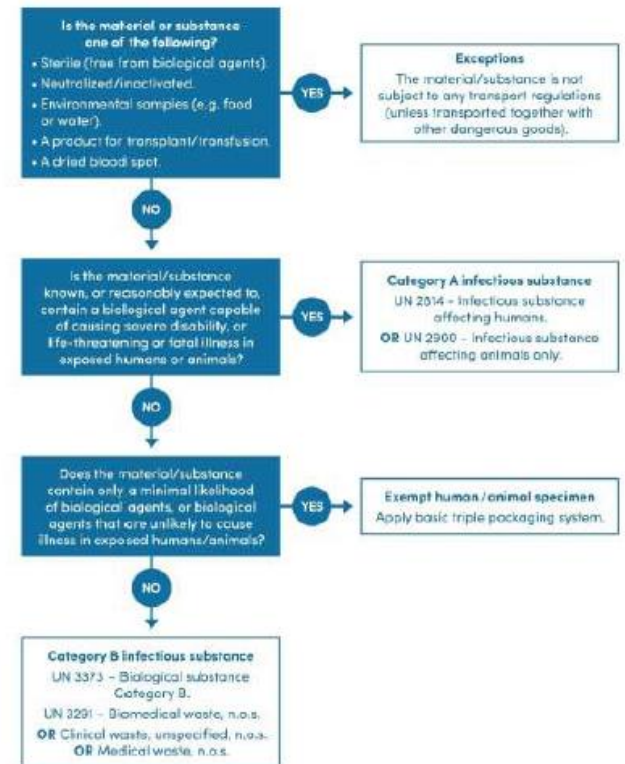 Is the material or substance
one of the following?
• Sterile (free from biological agents).
• Neutralized/inactivated.
• Environmental samples (e.g. food
or water).
• A product for transplant/transfusion.
• A dried blood spot.
YES
Exceptions
The material/substance is not
subject to any transport regulations
(unless transported together with
other dangerous goods).
NO
Is the material/substance
known, or reasonably expected to,
contain a biological agent capable
of causing severe disability, or
life-threatening or fatal illness in
exposed humans or animals?
YES
Category A infectious substance
UN 2814 - Infectious substance
affecting humans.
OR UN 2900 - Infectious substance
affecting animals only.
NO
Does the material/substance
contain only a minimal likelihood
of biological agents, or biological
agents that are unlikely to cause
illness in exposed humans/animals?
YES
Exempt human/animal specimen
Apply basic triple packaging system.
NO
Category B infectious substance
UN 3373 - Biological substance
Category B.
UN 3291 - Biomedical waste, n.o.s.
OR Clinical waste, unspecified, n.o.s.
OR Medical waste, n.o.s.